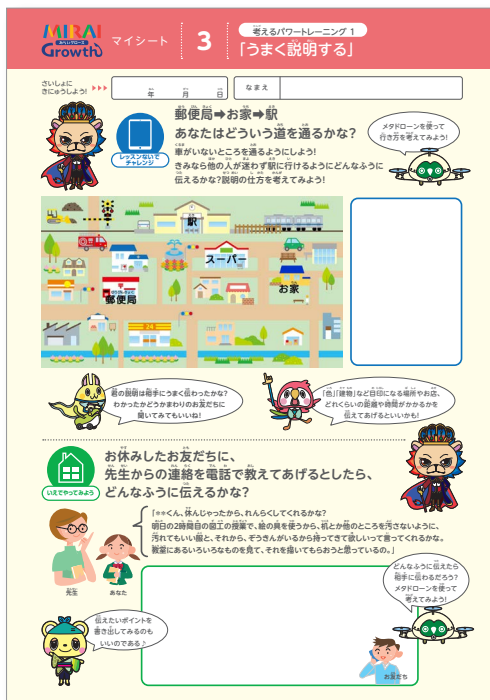 MIRAI
みらいグロース
Growth
マイシート
3
考えるパワートレーニング 1
「うまく説明する」
さいしょに
きにゅうしよう!
年 月 日
なまえ
レッスンないで
チャレンジ
郵便局➡お家➡駅
あなたはどういう道を通るかな?
車がいないところを通るようにしよう!
きみなら他の人が迷わず駅に行けるようにどんなふうに
伝えるかな?説明の仕方を考えてみよう!
メタドローンを使って
行き方を考えてみよう!
駅
スーパー
郵便局
お家
君の説明は相手にうまく伝わったかな?
わかったかどうかまわりのお友だちに
聞いてみてもいいね!
「色」「建物」など目印になる場所やお店、
どれくらいの距離や時間がかかるかを
伝えてあげるといいかも!
いえでやってみよう
お休みしたお友だちに、
先生からの連絡を電話で教えてあげるとしたら、
どんなふうに伝えるかな?
「**くん、休んじゃったから、れんらくしてくれるかな?
明日の2時間目の図工の授業で、絵の具を使うから、机とか他のところを汚さないように、
汚れてもいい服と、それから、ぞうきんがいるから持ってきて欲しいって言ってくれるかな。
教室にあるいろいろなものを見て、それを描いてもらおうと思っているの。」
先生
あなた
どんなふうに伝えたら
相手に伝わるだろう?
メタドローンを使って
考えてみよう!
伝えたいポイントを
書き出してみるのも
いいのである♪
お友だち